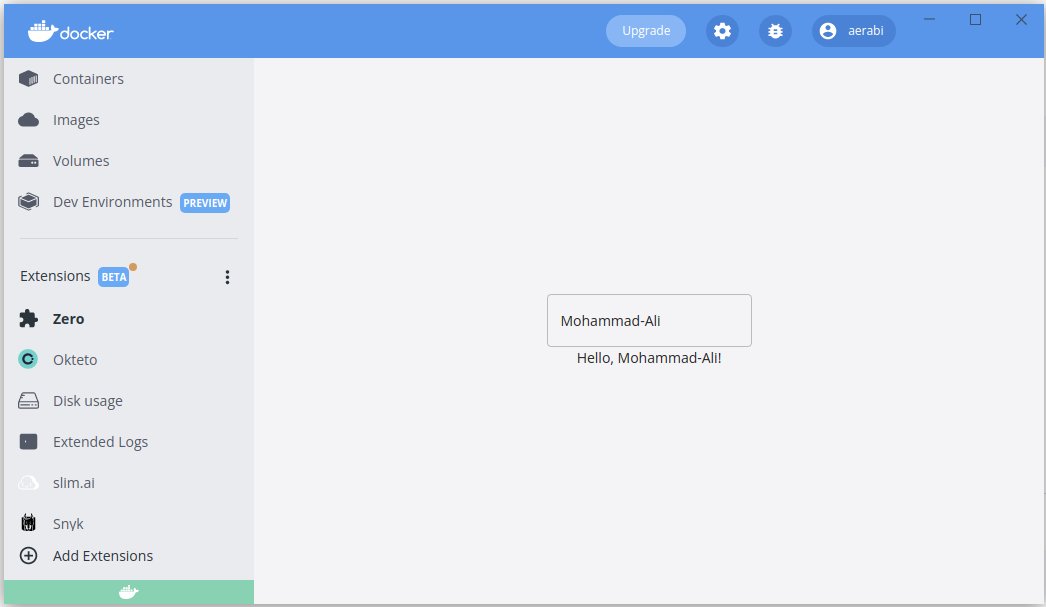 docker
Upgrade
aerabi
Containers
Images
Volumes
Dev Environments PREVIEW
Extensions BETA
Zero
Okteto
Disk usage
Extended Logs
slim.ai
Snyk
Add Extensions
Mohammad-Ali
Hello, Mohammad-Ali!